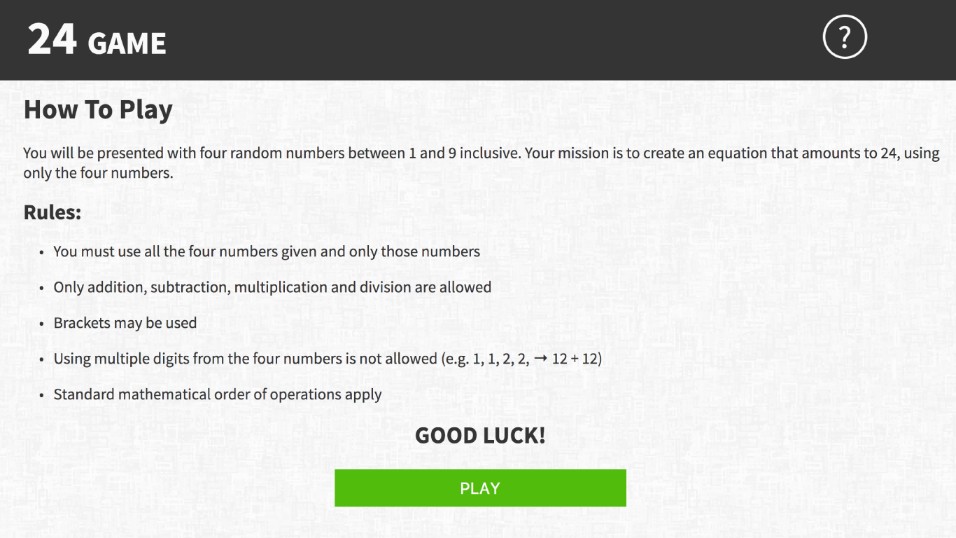 24 GAME
?
How To Play
You will be presented with four random numbers between 1 and 9 inclusive. Your mission is to create an equation that amounts to 24, using
only the four numbers.
Rules:
• You must use all the four numbers given and only those numbers
• Only addition, subtraction, multiplication and division are allowed
• Brackets may be used
• Using multiple digits from the four numbers is not allowed (e.g. 1, 1, 2, 2, → 12 + 12)
• Standard mathematical order of operations apply
GOOD LUCK!
PLAY